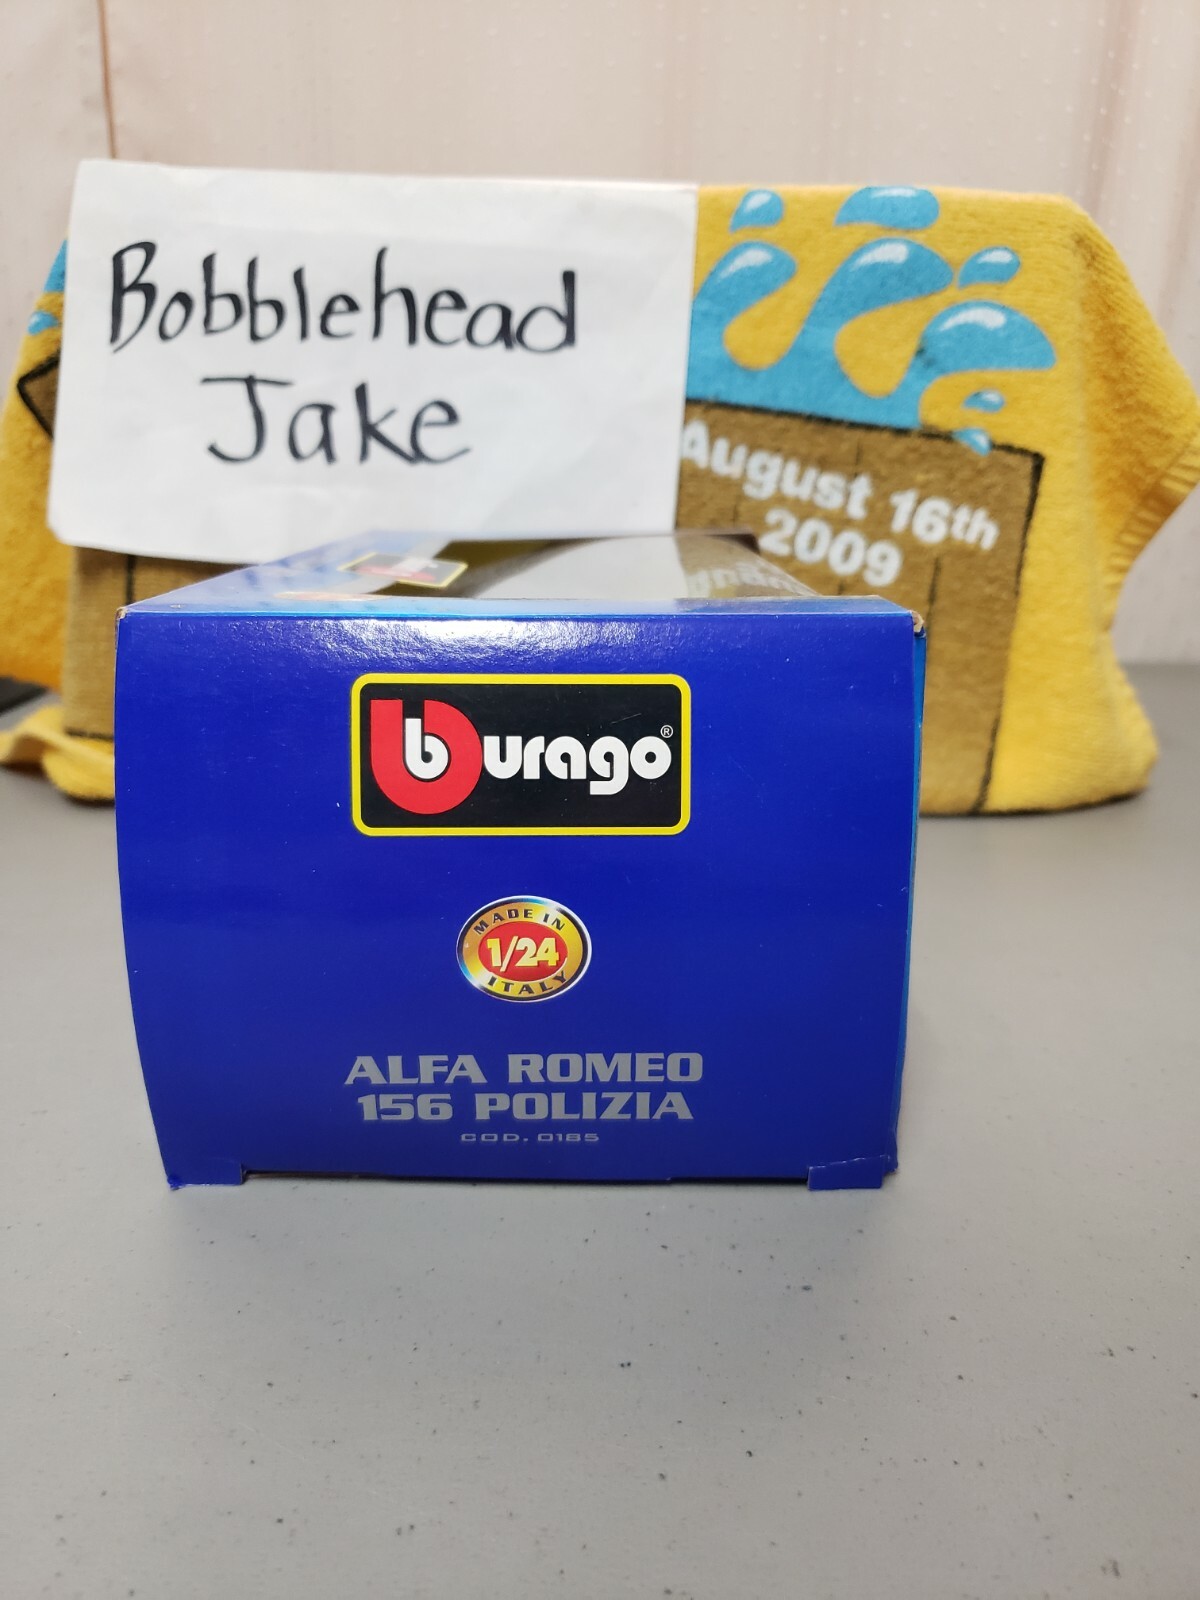 Bobblehead
Jake
August 16th
2009
burago®
MADE IN
1/24
ITALY
ALFA ROMEO
156 POLIZIA
COD. 0185